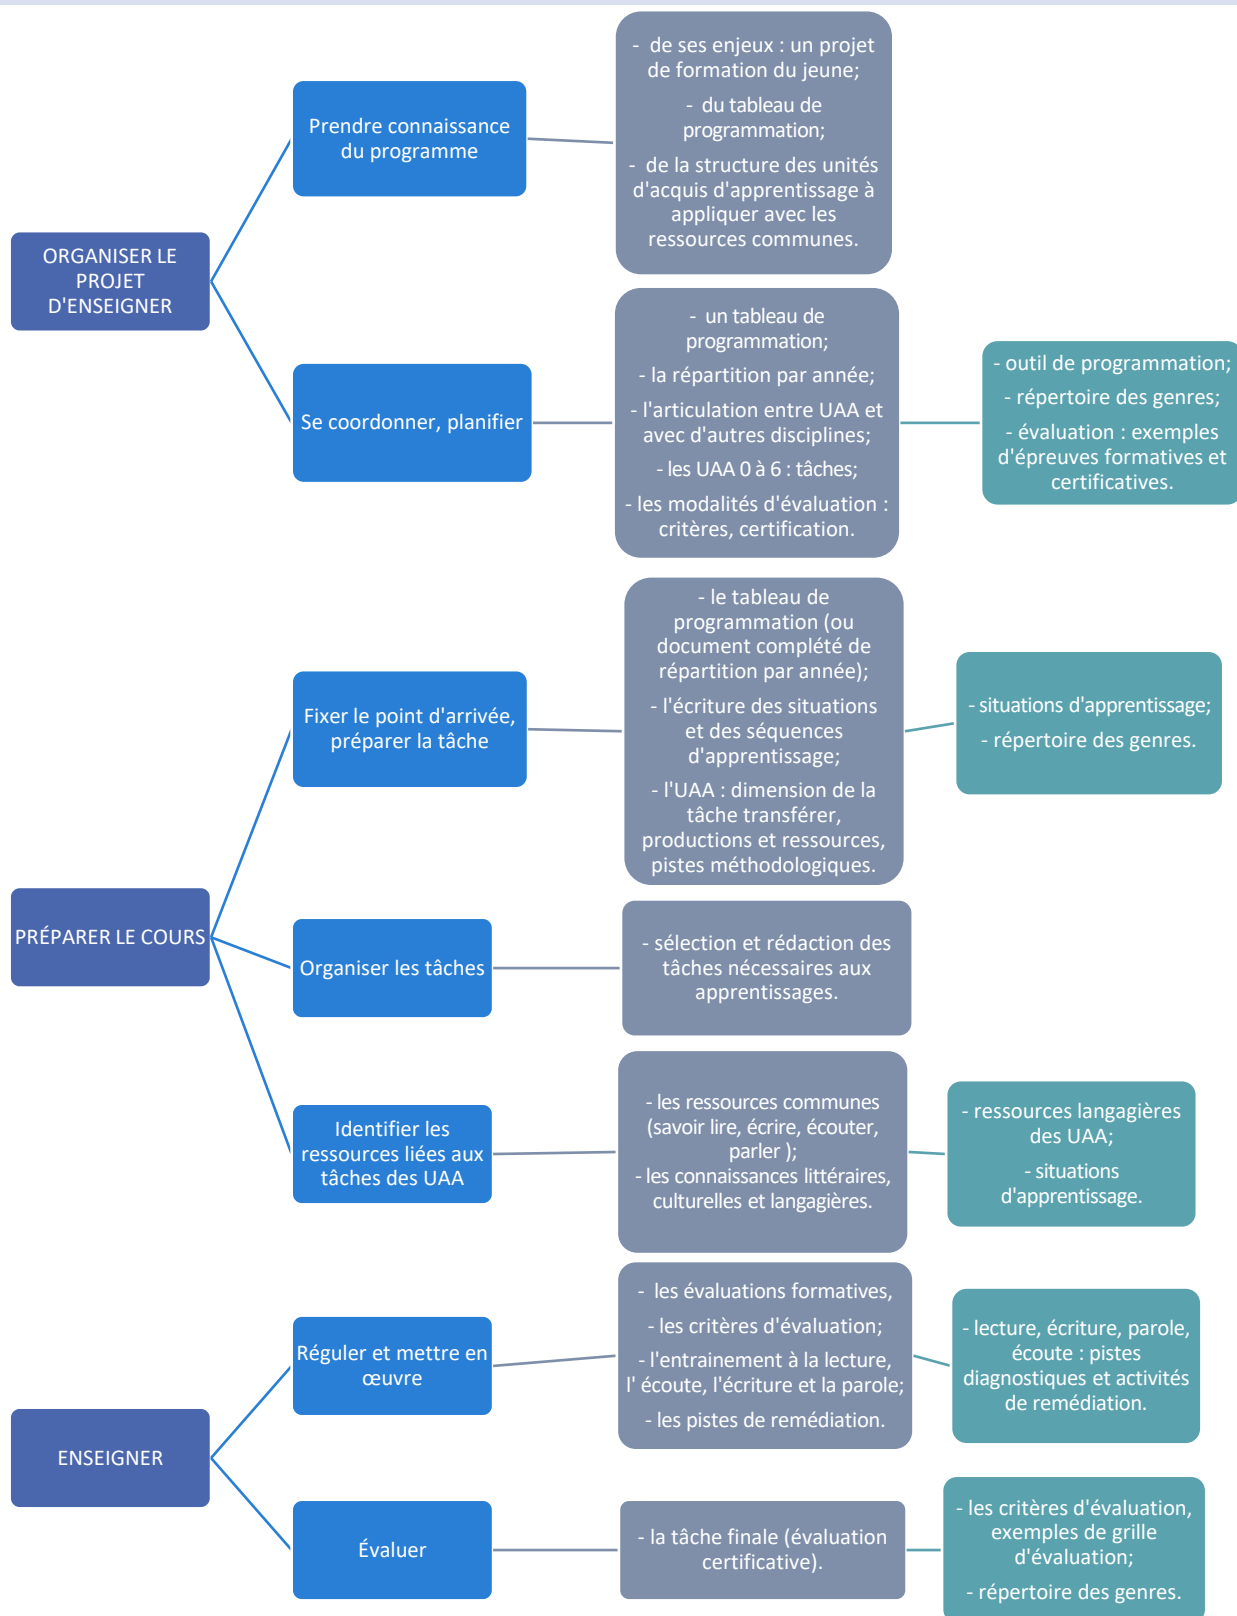 ORGANISER LE
PROJET
D'ENSEIGNER
Prendre connaissance
du programme
- de ses enjeux : un projet
de formation du jeune;
- du tableau de
programmation;
- de la structure des unités
d'acquis d'apprentissage à
appliquer avec les
ressources communes.
Se coordonner, planifier
- un tableau de
programmation;
- la répartition par année;
- l'articulation entre UAA et
avec d'autres disciplines;
- les UAA 0 à 6 : tâches;
- les modalités d'évaluation :
critères, certification.
- outil de programmation;
- répertoire des genres;
- évaluation : exemples
d'épreuves formatives et
certificatives.
PRÉPARER LE COURS
Fixer le point d'arrivée,
préparer la tâche
- le tableau de
programmation (ou
document complété de
répartition par année);
- l'écriture des situations
et des séquences
d'apprentissage;
- l'UAA : dimension de la
tâche transférer,
productions et ressources,
pistes méthodologiques.
- situations d'apprentissage;
- répertoire des genres.
Organiser les tâches
- sélection et rédaction des
tâches nécessaires aux
apprentissages.
Identifier les
ressources liées aux
tâches des UAA
- les ressources communes
(savoir lire, écrire, écouter,
parler );
- les connaissances littéraires,
culturelles et langagières.
- ressources langagières
des UAA;
- situations
d'apprentissage.
ENSEIGNER
Réguler et mettre en
œuvre
- les évaluations formatives,
- les critères d'évaluation;
- l'entrainement à la lecture,
l' écoute, l'écriture et la parole;
- les pistes de remédiation.
- lecture, écriture, parole,
écoute : pistes
diagnostiques et activités
de remédiation.
Évaluer
- la tâche finale (évaluation
certificative).
- les critères d'évaluation,
exemples de grille
d'évaluation;
- répertoire des genres.